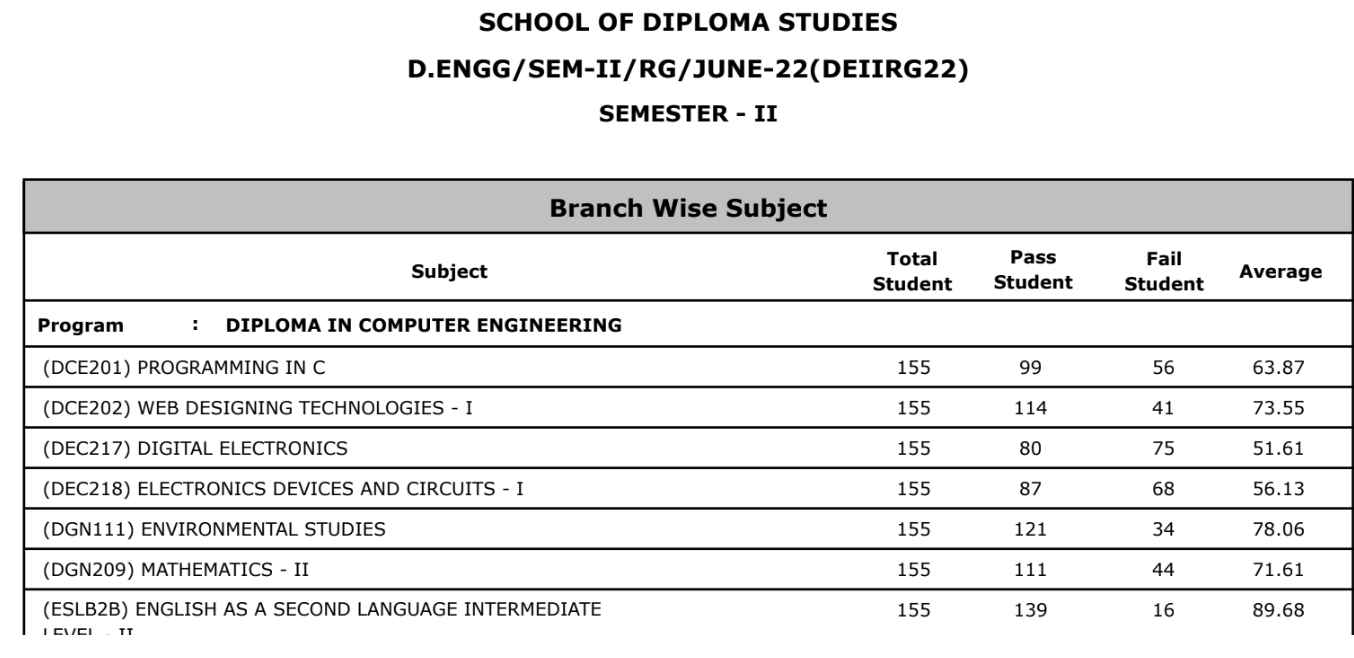 SCHOOL OF DIPLOMA STUDIES
D.ENGG/SEM-II/RG/JUNE-22(DEIIRG22)
SEMESTER - II
Branch Wise Subject
Subject Total Student Pass Student Fail Student Average
Program : DIPLOMA IN COMPUTER ENGINEERING
(DCE201) PROGRAMMING IN C 155 99 56 63.87
(DCE202) WEB DESIGNING TECHNOLOGIES - I 155 114 41 73.55
(DEC217) DIGITAL ELECTRONICS 155 80 75 51.61
(DEC218) ELECTRONICS DEVICES AND CIRCUITS - I 155 87 68 56.13
(DGN111) ENVIRONMENTAL STUDIES 155 121 34 78.06
(DGN209) MATHEMATICS - II 155 111 44 71.61
(ESLB2B) ENGLISH AS A SECOND LANGUAGE INTERMEDIATE 155 139 16 89.68
LEVEL - II